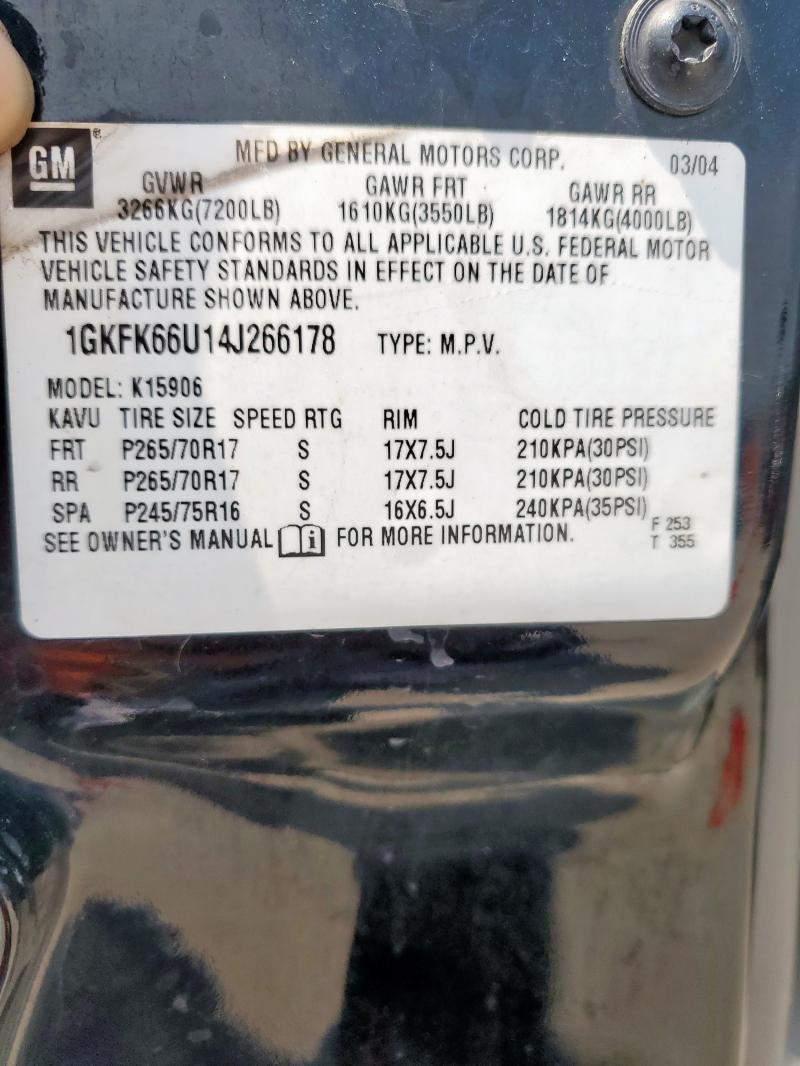 GM®
MFD BY GENERAL MOTORS CORP. 03/04
GVWR GAWR FRT GAWR RR
3266KG(7200LB) 1610KG(3550LB) 1814KG(4000LB)
THIS VEHICLE CONFORMS TO ALL APPLICABLE U.S. FEDERAL MOTOR
VEHICLE SAFETY STANDARDS IN EFFECT ON THE DATE OF
MANUFACTURE SHOWN ABOVE.
1GKFK66U14J266178 TYPE: M.P.V.
MODEL: K15906
KAVU TIRE SIZE SPEED RTG RIM COLD TIRE PRESSURE
FRT P265/70R17 S 17X7.5J 210KPA(30PSI)
RR P265/70R17 S 17X7.5J 210KPA(30PSI)
SPA P245/75R16 S 16X6.5J 240KPA(35PSI)
SEE OWNER'S MANUAL i FOR MORE INFORMATION.
F 253
T 355